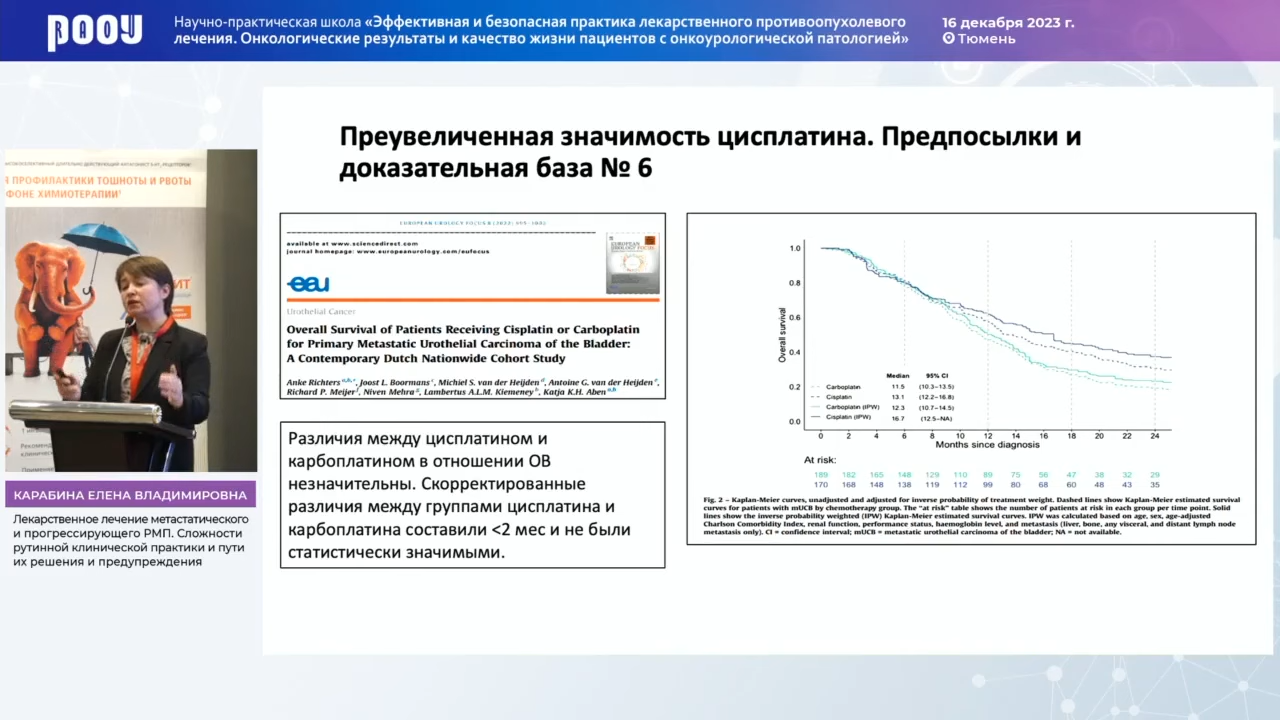 РАОУ
Научно-практическая школа «Эффективная и безопасная практика лекарственного противоопухолевого
лечения. Онкологические результаты и качество жизни пациентов с онкоурологической патологией»
16 декабря 2023 г.
Тюмень
Я ПРОФИЛАКТИКИ ТОШНОТЫ И РВОТЫ
ФОНЕ ХИМИОТЕРАПИИ
КАРАБИНА ЕЛЕНА ВЛАДИМИРОВНА
Лекарственное лечение метастатического
и прогрессирующего РМП. Сложности
рутинной клинической практики и пути
их решения и предупреждения
Преувеличенная значимость цисплатина. Предпосылки и
доказательная база № 6
available at www.sciencedirect.com
journal homepage: www.europeanurology.com/eufocus
eau
Urothelial Cancer
Overall Survival of Patients Receiving Cisplatin or Carboplatin
for Primary Metastatic Urothelial Carcinoma of the Bladder:
A Contemporary Dutch Nationwide Cohort Study
Anke Richters, Joost L. Boormans, Michiel S. van der Heijden, Antoine G. van der Heijden,
Richard P. Meijer, Niven Mehra, Lambertus A.L.M. Kiemeney, Katja K.H. Aben
Различия между цисплатином и
карбоплатином в отношении ОВ
незначительны. Скорректированные
различия между группами цисплатина и
карбоплатина составили <2 мес и не были
статистически значимыми.
Overall survival
1.0
0.8
0.6
0.4
0.2
0.0
Median 95% CI
Carboplatin 11.5 (10.3–13.5)
Cisplatin 13.1 (12.2–16.8)
Carboplatin (IPW) 12.3 (10.7–14.5)
Cisplatin (IPW) 16.7 (12.5–NA)
0 2 4 6 8 10 12 14 16 18 20 22 24
Months since diagnosis
At risk:
189 182 165 148 129 110 89 75 56 47 38 32 29
170 168 148 138 119 112 99 80 68 60 48 43 35
Fig. 2 – Kaplan-Meier curves, unadjusted and adjusted for inverse probability of treatment weight. Dashed lines show Kaplan-Meier estimated survival
curves for patients with mUCB by chemotherapy group. The "at risk" table shows the number of patients at risk in each group per time point. Solid
lines show the inverse probability weighted (IPW) Kaplan-Meier estimated survival curves. IPW was calculated based on age, sex, age-adjusted
Charlson Comorbidity Index, renal function, performance status, haemoglobin level, and metastasis (liver, bone, any visceral, and distant lymph node
metastasis only). CI = confidence interval; mUCB = metastatic urothelial carcinoma of the bladder; NA = not available.